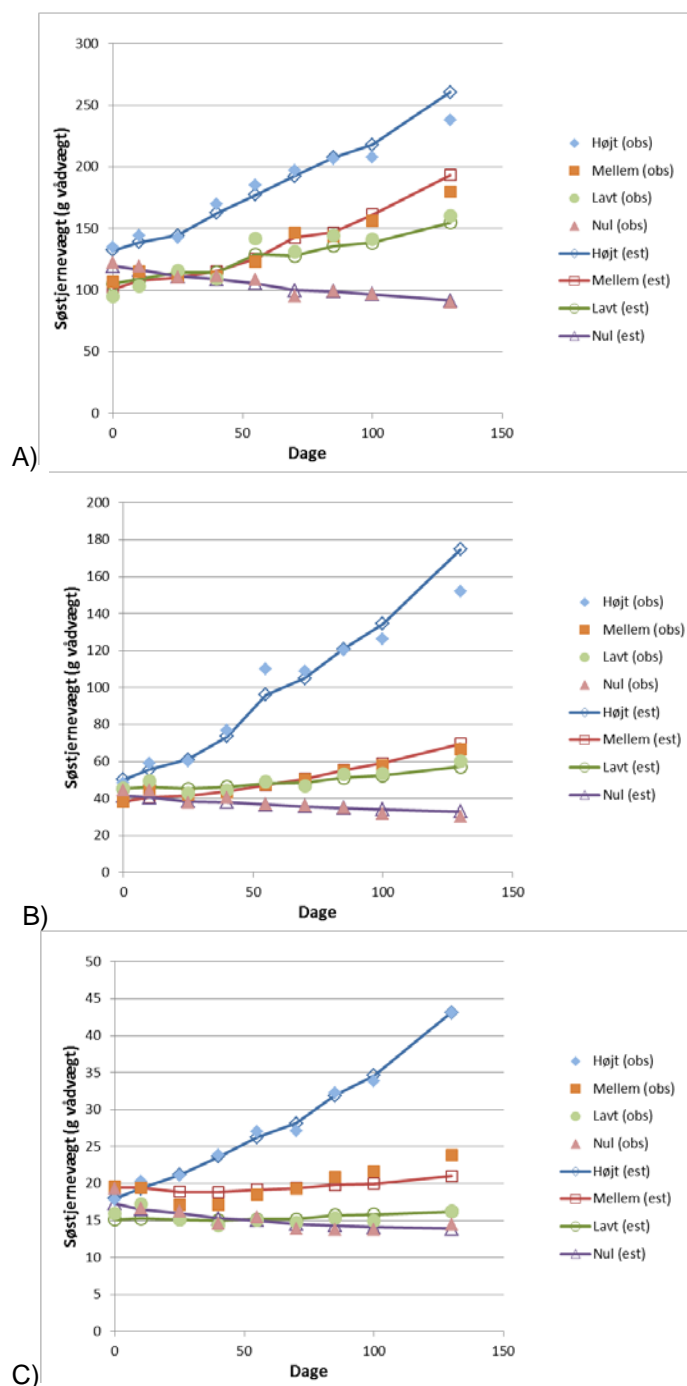 300
250
200
150
100
50
0
Søstjernevægt (g vådvægt)
0
50
100
150
Dage
Højt (obs)
Mellem (obs)
Lavt (obs)
Nul (obs)
Højt (est)
Mellem (est)
Lavt (est)
Nul (est)
A)
200
180
160
140
120
100
80
60
40
20
0
Søstjernevægt (g vådvægt)
0
50
100
150
Dage
Højt (obs)
Mellem (obs)
Lavt (obs)
Nul (obs)
Højt (est)
Mellem (est)
Lavt (est)
Nul (est)
B)
50
45
40
35
30
25
20
15
10
5
0
Søstjernevægt (g vådvægt)
0
50
100
150
Dage
Højt (obs)
Mellem (obs)
Lavt (obs)
Nul (obs)
Højt (est)
Mellem (est)
Lavt (est)
Nul (est)
C)